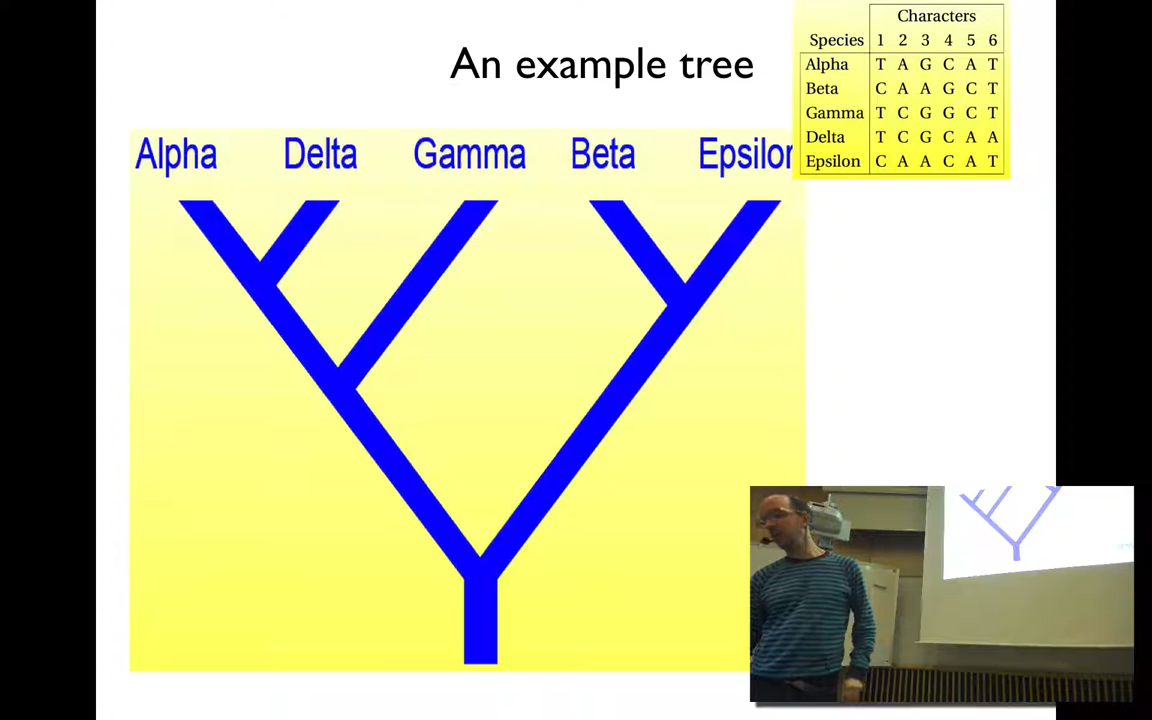 An example tree
Characters
Species 1 2 3 4 5 6
Alpha T A G C A T
Beta C A A G C T
Gamma T C G G C T
Delta T C G C A A
Epsilon C A A C A T
Alpha Delta Gamma Beta Epsilon